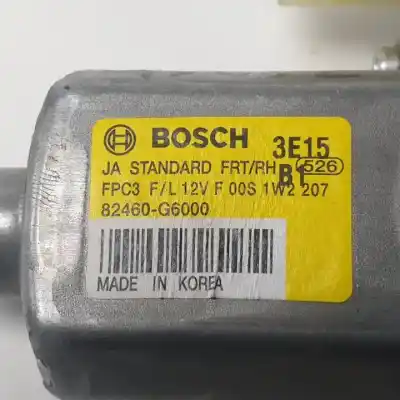 BOSCH 3E15
JA STANDARD FRT/RH B1 526
FPC3 F/L 12V F 00S 1W2 207
82460-G6000
MADE IN KOREA